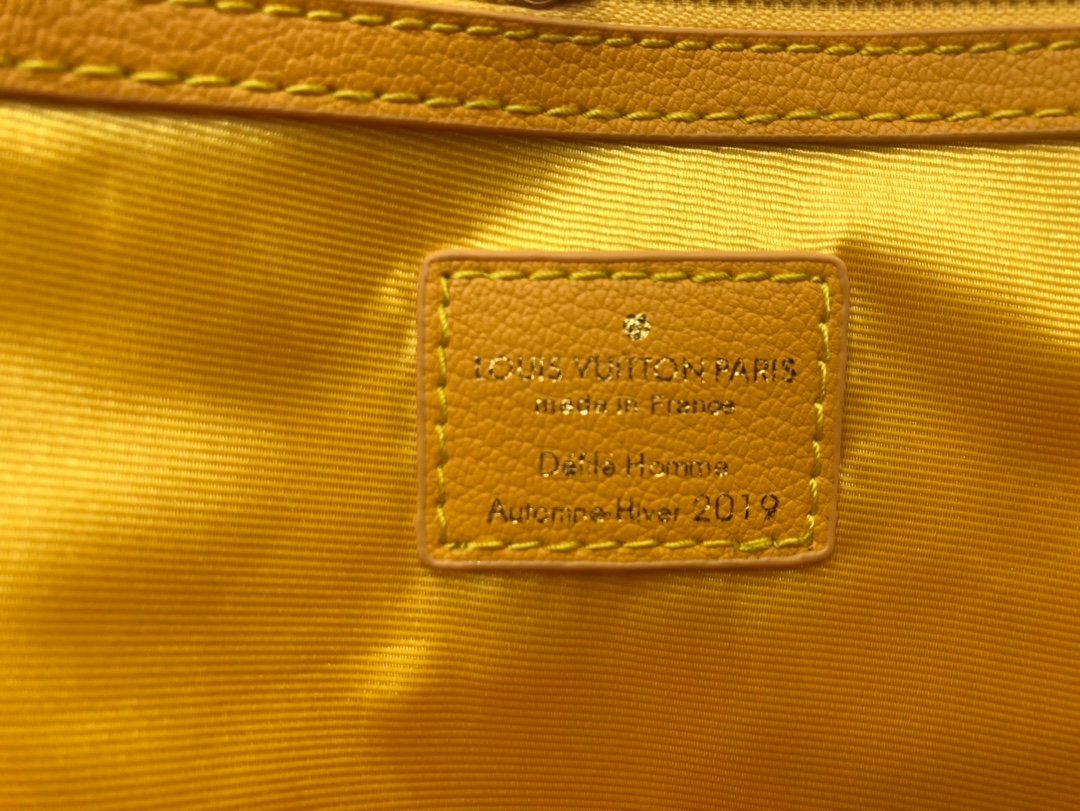 LOUIS VUITTON PARIS
made in France
Défilé Homme
Automne-Hiver 2019